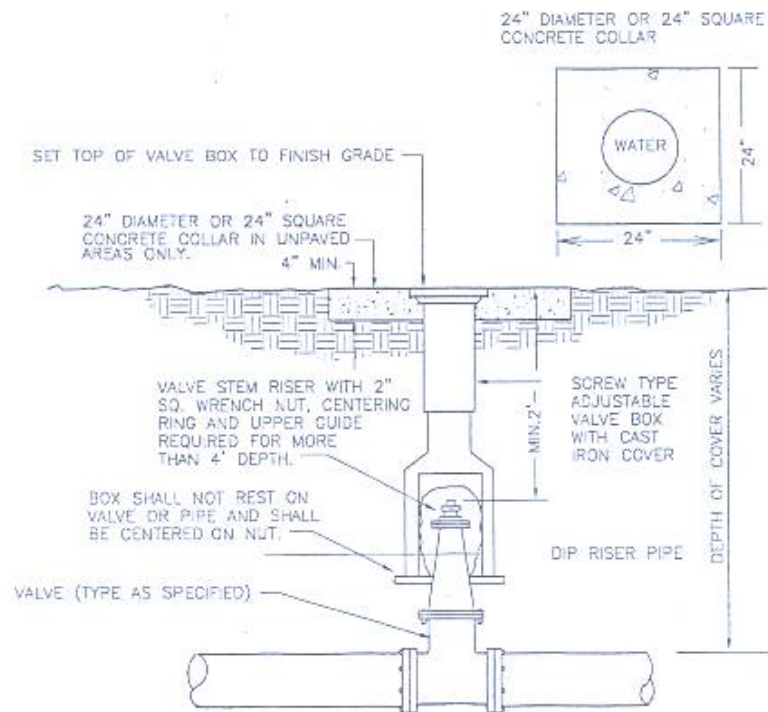 24" DIAMETER OR 24" SQUARE
CONCRETE COLLAR
WATER
24"
24"
SET TOP OF VALVE BOX TO FINISH GRADE
24" DIAMETER OR 24" SQUARE
CONCRETE COLLAR IN UNPAVED
AREAS ONLY.
4" MIN.
VALVE STEM RISER WITH 2"
SQ. WRENCH NUT, CENTERING
RING AND UPPER GUIDE
REQUIRED FOR MORE
THAN 4' DEPTH.
MIN.2'
SCREW TYPE
ADJUSTABLE
VALVE BOX
WITH CAST
IRON COVER
DEPTH OF COVER VARIES
BOX SHALL NOT REST ON
VALVE OR PIPE AND SHALL
BE CENTERED ON NUT.
DIP RISER PIPE
VALVE (TYPE AS SPECIFIED)